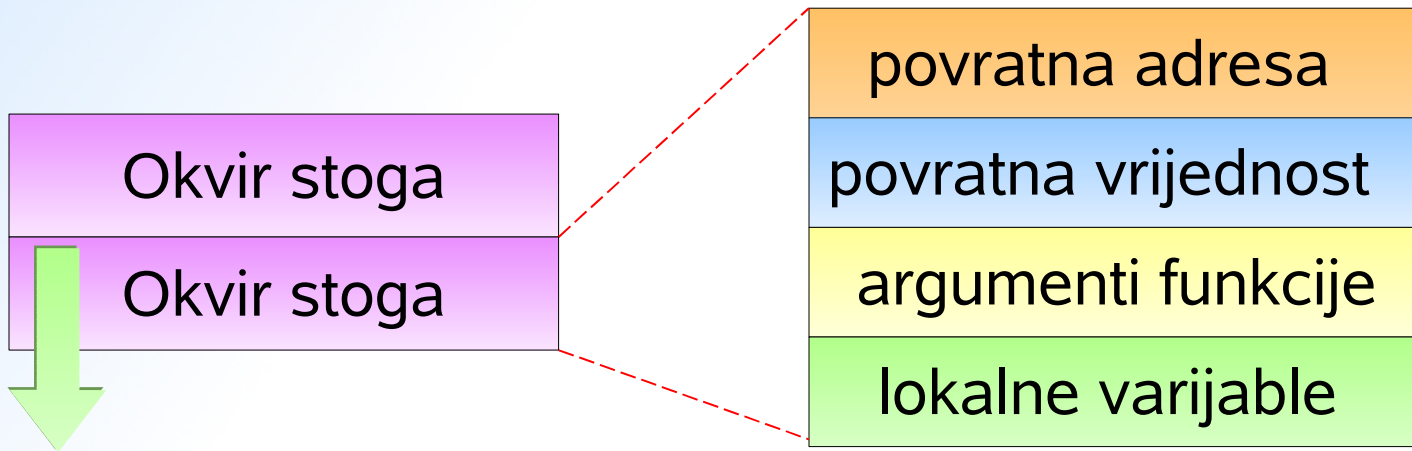 Okvir stoga
Okvir stoga
povratna adresa
povratna vrijednost
argumenti funkcije
lokalne varijable